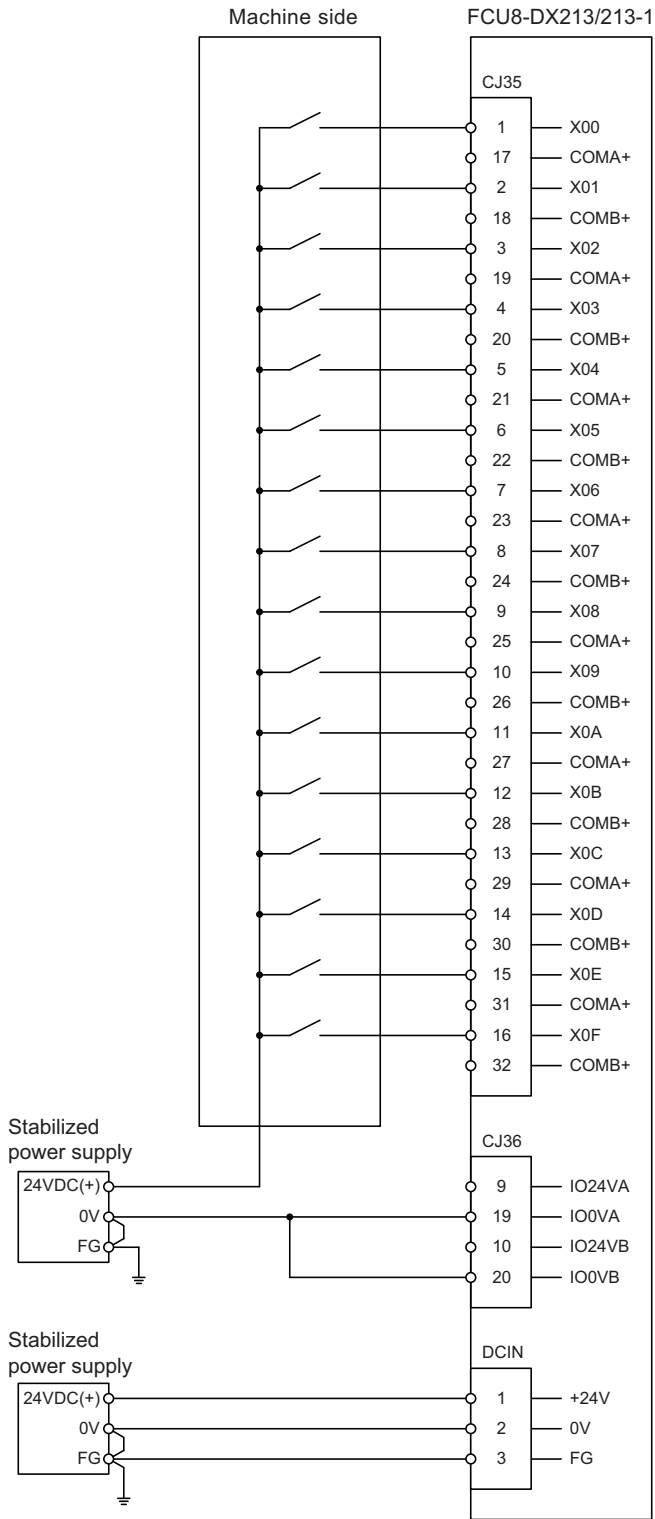 Machine side FCU8-DX213/213-1
CJ35
1 X00
17 COMA+
2 X01
18 COMB+
3 X02
19 COMA+
4 X03
20 COMB+
5 X04
21 COMA+
6 X05
22 COMB+
7 X06
23 COMA+
8 X07
24 COMB+
9 X08
25 COMA+
10 X09
26 COMB+
11 X0A
27 COMA+
12 X0B
28 COMB+
13 X0C
29 COMA+
14 X0D
30 COMB+
15 X0E
31 COMA+
16 X0F
32 COMB+
Stabilized
power supply
CJ36
24VDC(+) 9 IO24VA
0V 19 IO0VA
FG 10 IO24VB
20 IO0VB
Stabilized
power supply
DCIN
24VDC(+) 1 +24V
0V 2 0V
FG 3 FG